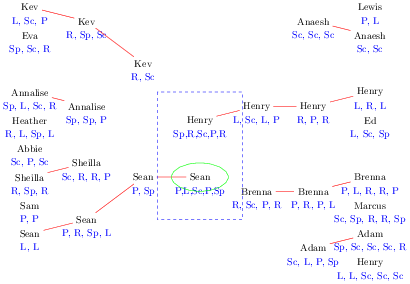 Kev
L, Sc, P
Eva
Sp, Sc, R
Kev
R, Sp, Sc
Kev
R, Sc
Annalise
Sp, L, Sc, R
Heather
R, L, Sp, L
Annalise
Sp, Sp, P
Abbie
Sc, P, Sc
Sheilla
R, Sp, R
Sheilla
Sc, R, R, P
Sam
P, P
Sean
L, L
Sean
P, R, Sp, L
Sean
P, Sp
Sean
P,L,Sc,P,Sp
Henry
Sp,R,Sc,P,R
Henry
L, Sc, L, P
Henry
R, P, R
Henry
L, R, L
Ed
L, Sc, Sp
Anaesh
Sc, Sc, Sc
Lewis
P, L
Anaesh
Sc, Sc
Brenna
R, Sc, P, R
Brenna
P, R, P, L
Brenna
P, L, R, R, P
Marcus
Sc, Sp, R, R, Sp
Adam
Sc, L, P, Sp
Adam
Sp, Sc, Sc, Sc, R
Henry
L, L, Sc, Sc, Sc